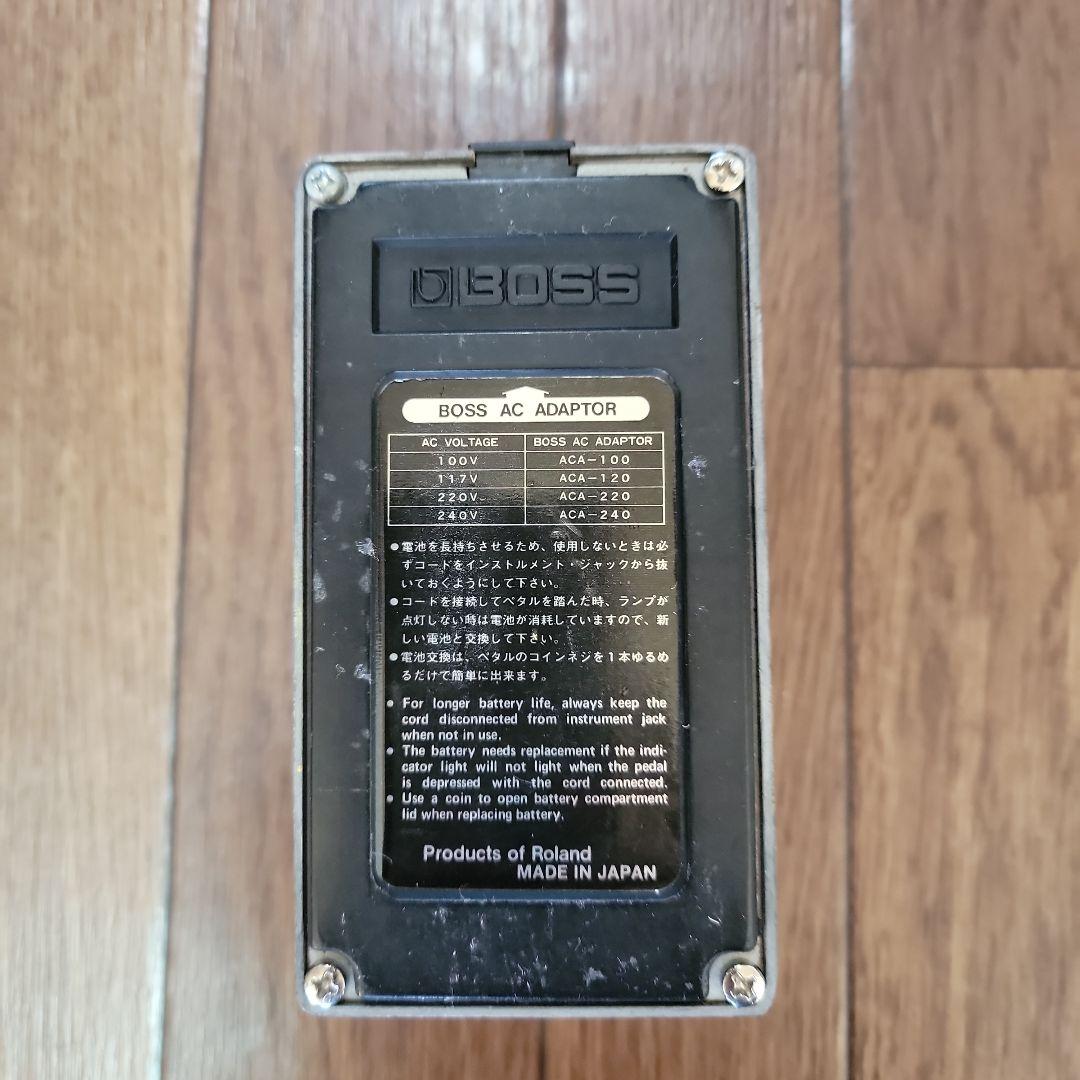 BOSS
BOSS AC ADAPTOR
AC VOLTAGE BOSS AC ADAPTOR
100V ACA-100
117V ACA-120
220V ACA-220
240V ACA-240
●電池を長持ちさせるため、使用しないときは必
ずコードをインストルメント・ジャックから抜
いておくようにして下さい。
●コードを接続してペタルを踏んだ時、ランプが
点灯しない時は電池が消耗していますので、新
しい電池と交換して下さい。
●電池交換は、ペタルのコインネジを1本ゆるめ
るだけで簡単に出来ます。
● For longer battery life, always keep the
cord disconnected from instrument jack
when not in use.
● The battery needs replacement if the indi-
cator light will not light when the pedal
is depressed with the cord connected.
● Use a coin to open battery compartment
lid when replacing battery.
Products of Roland
MADE IN JAPAN